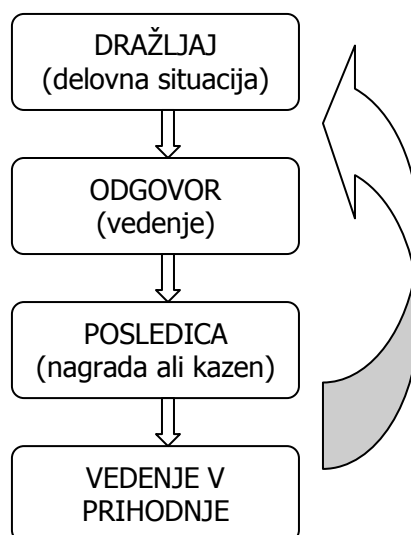 DRAŽLJAJ
(delovna situacija)
ODGOVOR
(vedenje)
POSLEDICA
(nagrada ali kazen)
VEDENJE V
PRIHODNJE